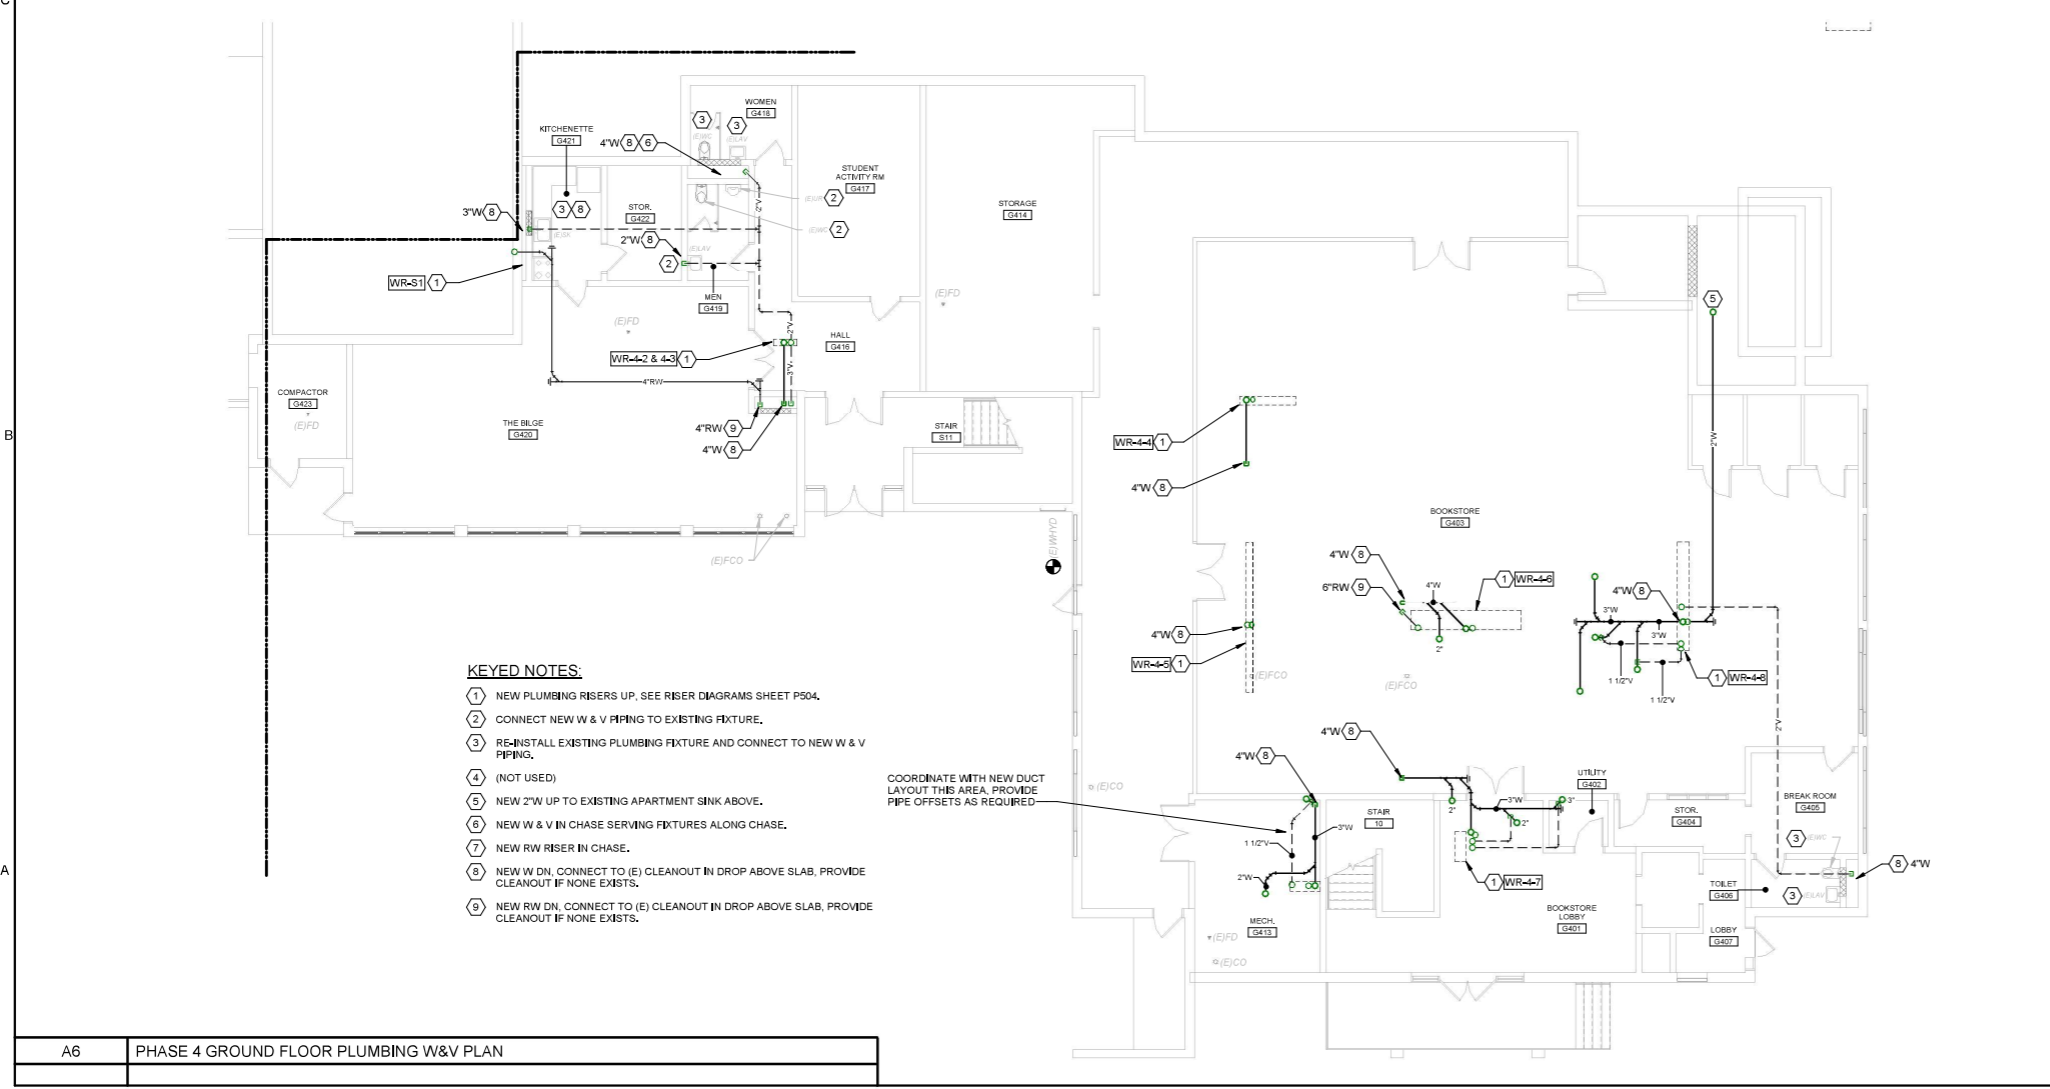 C
WOMEN
G418
KITCHENETTE
G421
3
3
4"W 8 6
(E)WC
(E)LAV
STUDENT
ACTIVITY RM
G417
3 8
STOR.
G422
2"V
(E)UR
2
STORAGE
G414
3"W 8
(E)SK
2"W 8
(E)LAV
(E)WC
2
2
WR-S1 1
MEN
G419
(E)FD
5
(E)FD
2"V
HALL
G416
WR-4-2 & 4-3 1
3"V
4"RW
COMPACTOR
G423
(E)FD
THE BILGE
G420
4"RW 9
4"W 8
STAIR
S11
WR-4-4 1
2"W
B
4"W 8
BOOKSTORE
G403
(E)FCO
(E)WHYD
4"W 8
6"RW 9
4"W
1 WR-4-6
4"W 8
3"W
3"W
4"W 8
2"
WR-4-5 1
(E)FCO
(E)FCO
1 1/2"V
1 1/2"V
1 WR-4-8
2"V
KEYED NOTES:
1 NEW PLUMBING RISERS UP, SEE RISER DIAGRAMS SHEET P504.
2 CONNECT NEW W & V PIPING TO EXISTING FIXTURE.
3 RE-INSTALL EXISTING PLUMBING FIXTURE AND CONNECT TO NEW W & V
PIPING.
4 (NOT USED)
5 NEW 2"W UP TO EXISTING APARTMENT SINK ABOVE.
6 NEW W & V IN CHASE SERVING FIXTURES ALONG CHASE.
7 NEW RW RISER IN CHASE.
8 NEW W DN, CONNECT TO (E) CLEANOUT IN DROP ABOVE SLAB, PROVIDE
CLEANOUT IF NONE EXISTS.
9 NEW RW DN, CONNECT TO (E) CLEANOUT IN DROP ABOVE SLAB, PROVIDE
CLEANOUT IF NONE EXISTS.
COORDINATE WITH NEW DUCT
LAYOUT THIS AREA, PROVIDE
PIPE OFFSETS AS REQUIRED
4"W 8
4"W 8
(E)CO
UTILITY
G402
BREAK ROOM
G405
STOR.
G404
STAIR
10
3"W
3"
2"
2"
3"W
1 1/2"V
2"W
3
(E)WC
8 4"W
A
1 WR-4-7
TOILET
G406
3
(E)LAV
BOOKSTORE
LOBBY
G401
MECH.
G413
LOBBY
G407
(E)FD
(E)CO
A6
PHASE 4 GROUND FLOOR PLUMBING W&V PLAN